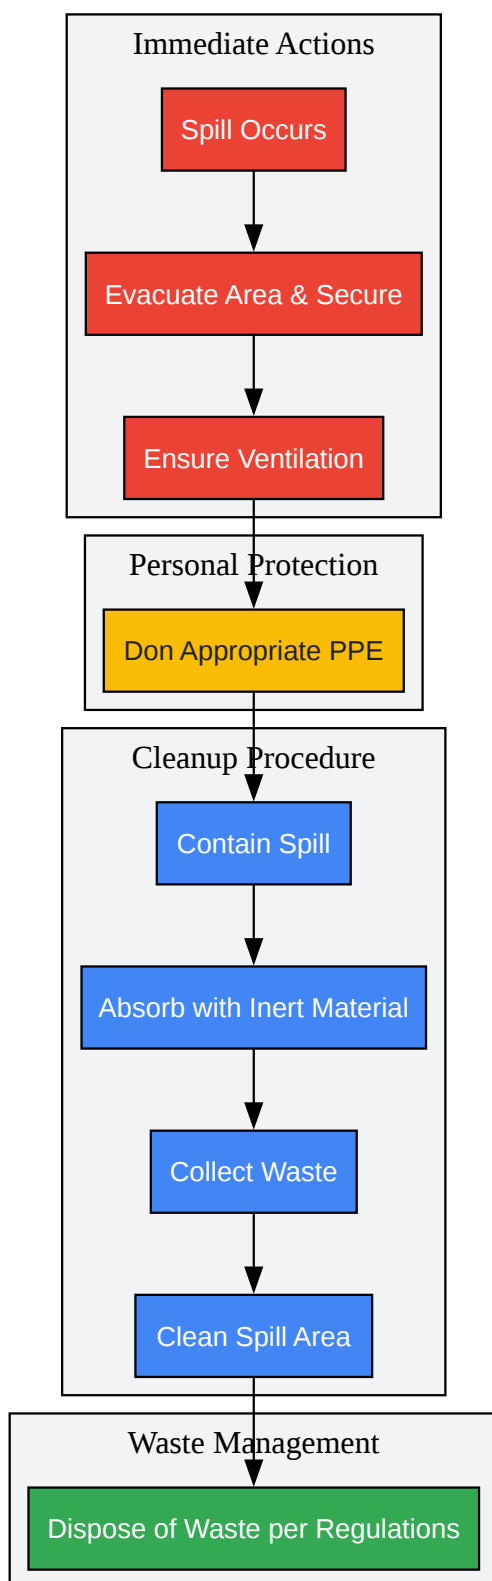 Immediate Actions
Spill Occurs
Evacuate Area & Secure
Ensure Ventilation
Personal Protection
Don Appropriate PPE
Cleanup Procedure
Contain Spill
Absorb with Inert Material
Collect Waste
Clean Spill Area
Waste Management
Dispose of Waste per Regulations